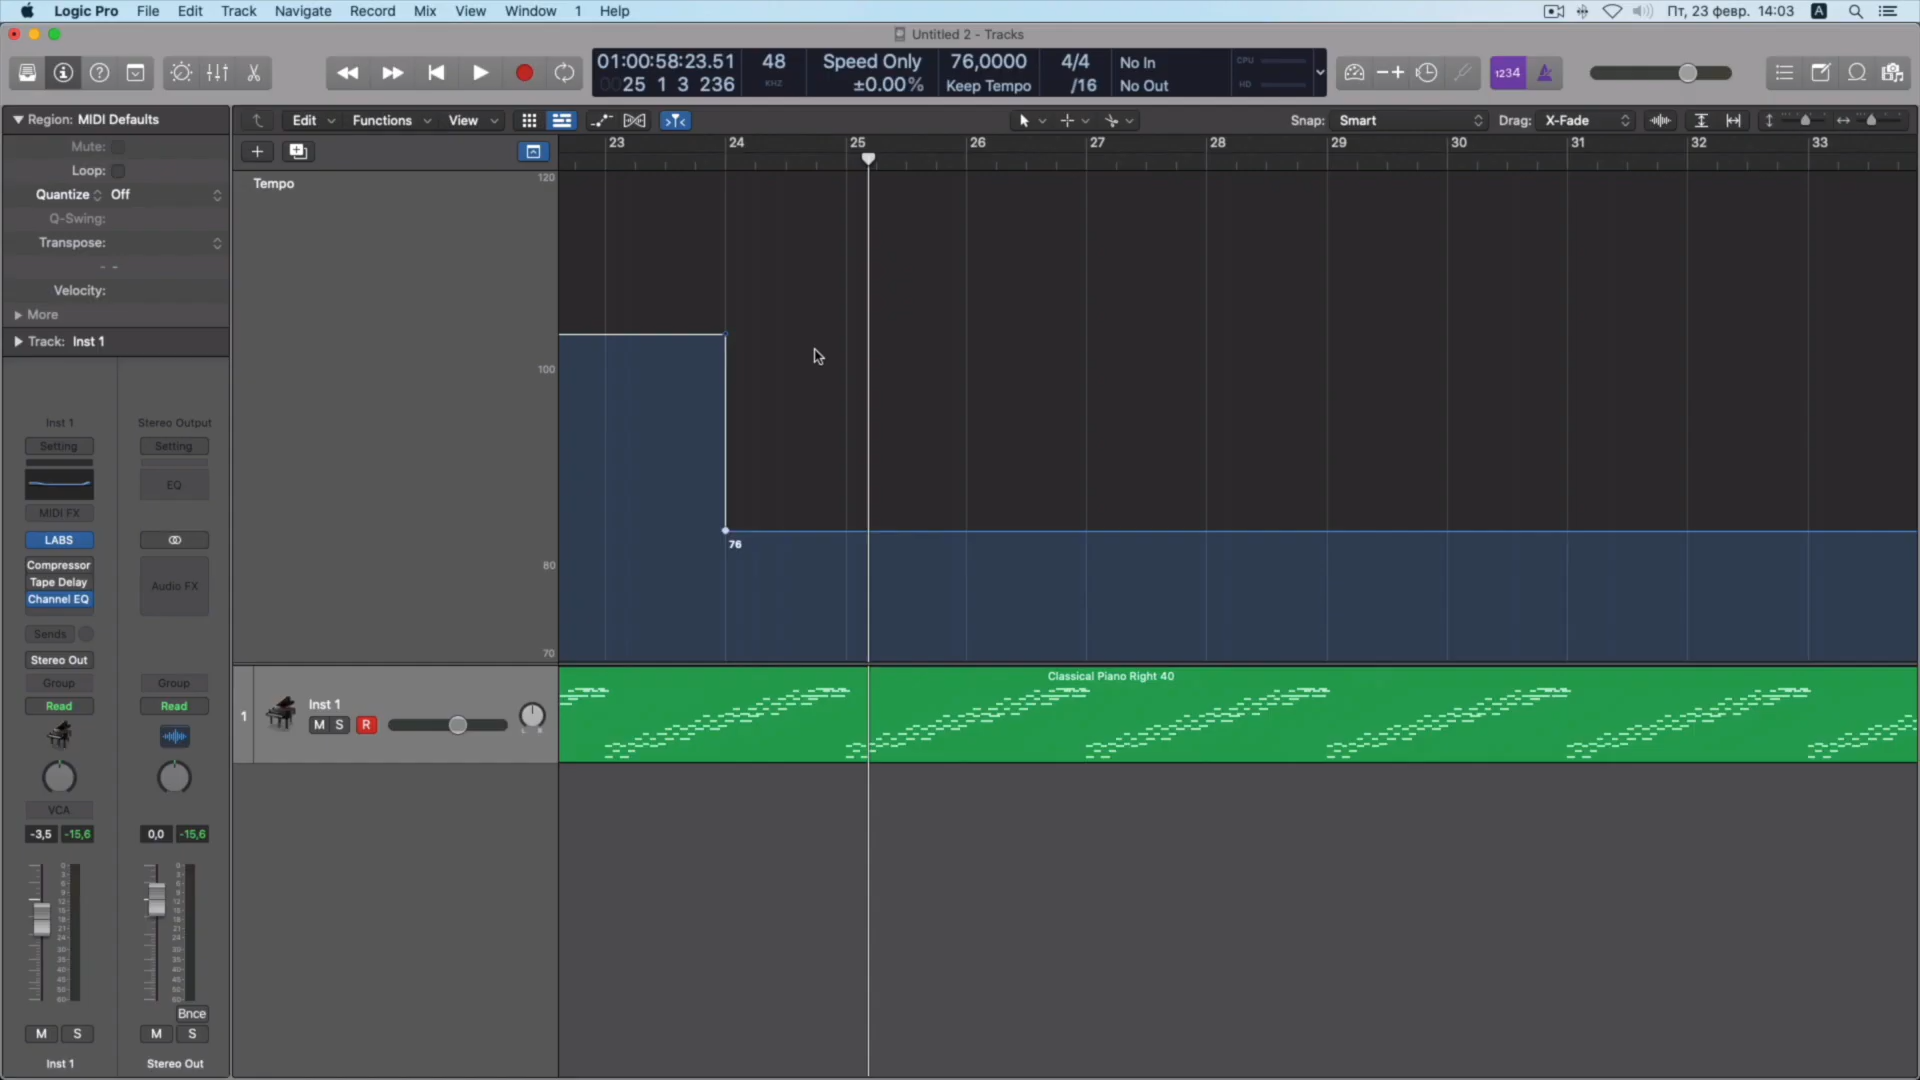 Logic Pro File Edit Track Navigate Record Mix View Window 1 Help
Пт, 23 февр. 14:03 A
Untitled 2 - Tracks
01:00:58:23.51 48 Speed Only 76,0000 4/4 No In CPU
25 1 3 236 KHZ ±0.00% Keep Tempo /16 No Out HD
1234
Region: MIDI Defaults
Mute:
Loop:
Quantize Off
Q-Swing:
Transpose:
- -
Velocity:
More
Track: Inst 1
Edit Functions View
Snap: Smart Drag: X-Fade
23 24 25 26 27 28 29 30 31 32 33
Tempo
120
100
80
70
76
Inst 1 Stereo Output
Setting Setting
EQ
MIDI FX
LABS
Compressor
Tape Delay
Channel EQ
Audio FX
Sends
Stereo Out
Group Group
Read Read
VCA
-3,5 -15,6 0,0 -15,6
Bnce
M S M S
Inst 1 Stereo Out
1
Inst 1
M S R
L R
Classical Piano Right 40